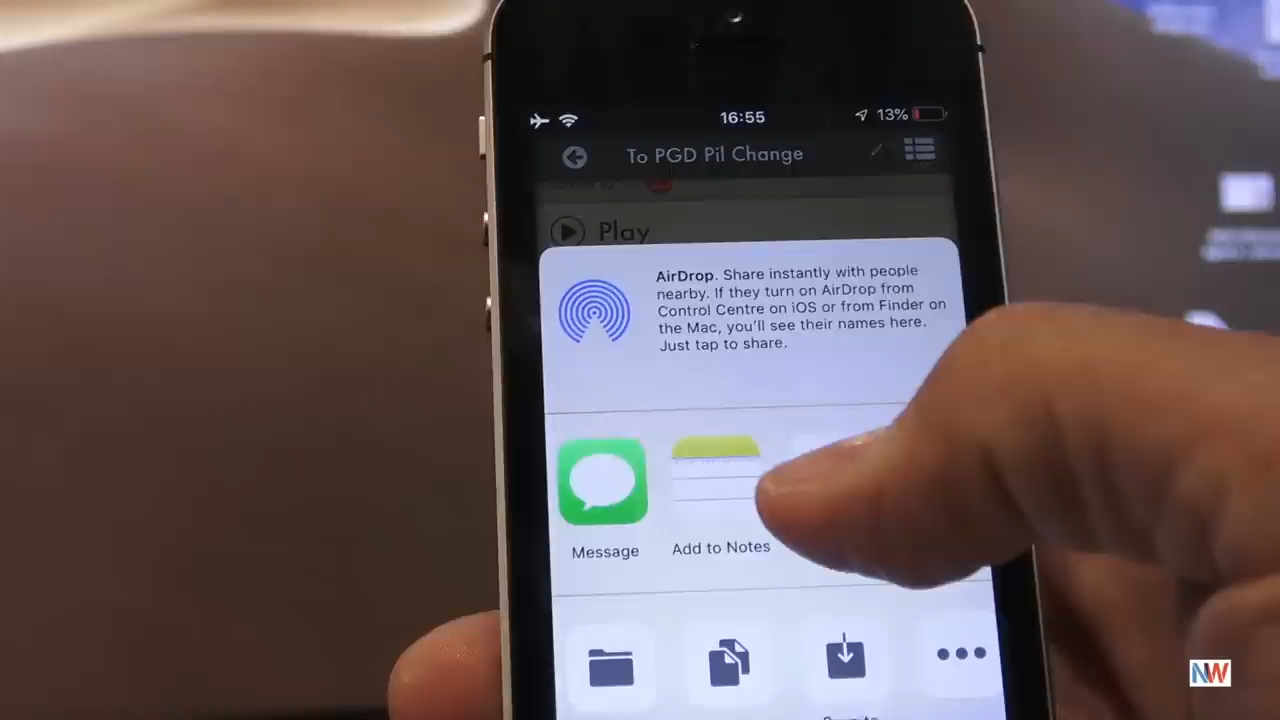 16:55
13%
To PGD Pil Change
Play
AirDrop. Share instantly with people
nearby. If they turn on AirDrop from
Control Centre on iOS or from Finder on
the Mac, you'll see their names here.
Just tap to share.
Message
Add to Notes
NW